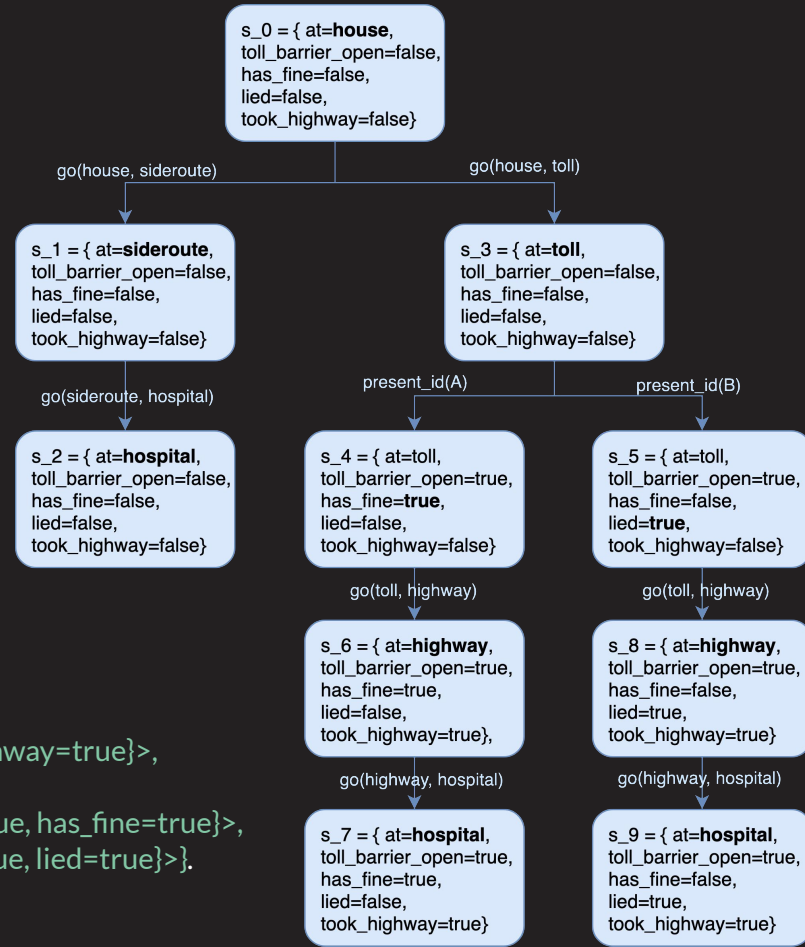 s_0 = { at=house,
toll_barrier_open=false,
has_fine=false,
lied=false,
took_highway=false}
go(house, sideroute)
go(house, toll)
s_1 = { at=sideroute,
toll_barrier_open=false,
has_fine=false,
lied=false,
took_highway=false}
s_3 = { at=toll,
toll_barrier_open=false,
has_fine=false,
lied=false,
took_highway=false}
go(sideroute, hospital)
present_id(A)
present_id(B)
s_2 = { at=hospital,
toll_barrier_open=false,
has_fine=false,
lied=false,
took_highway=false}
s_4 = { at=toll,
toll_barrier_open=true,
has_fine=true,
lied=false,
took_highway=false}
s_5 = { at=toll,
toll_barrier_open=true,
has_fine=false,
lied=true,
took_highway=false}
go(toll, highway)
go(toll, highway)
s_6 = { at=highway,
toll_barrier_open=true,
has_fine=true,
lied=false,
took_highway=true},
s_8 = { at=highway,
toll_barrier_open=true,
has_fine=false,
lied=true,
took_highway=true}
way=true}>,
go(highway, hospital)
go(highway, hospital)
ue, has_fine=true}>,
ue, lied=true}>}.
s_7 = { at=hospital,
toll_barrier_open=true,
has_fine=true,
lied=false,
took_highway=true}
s_9 = { at=hospital,
toll_barrier_open=true,
has_fine=false,
lied=true,
took_highway=true}